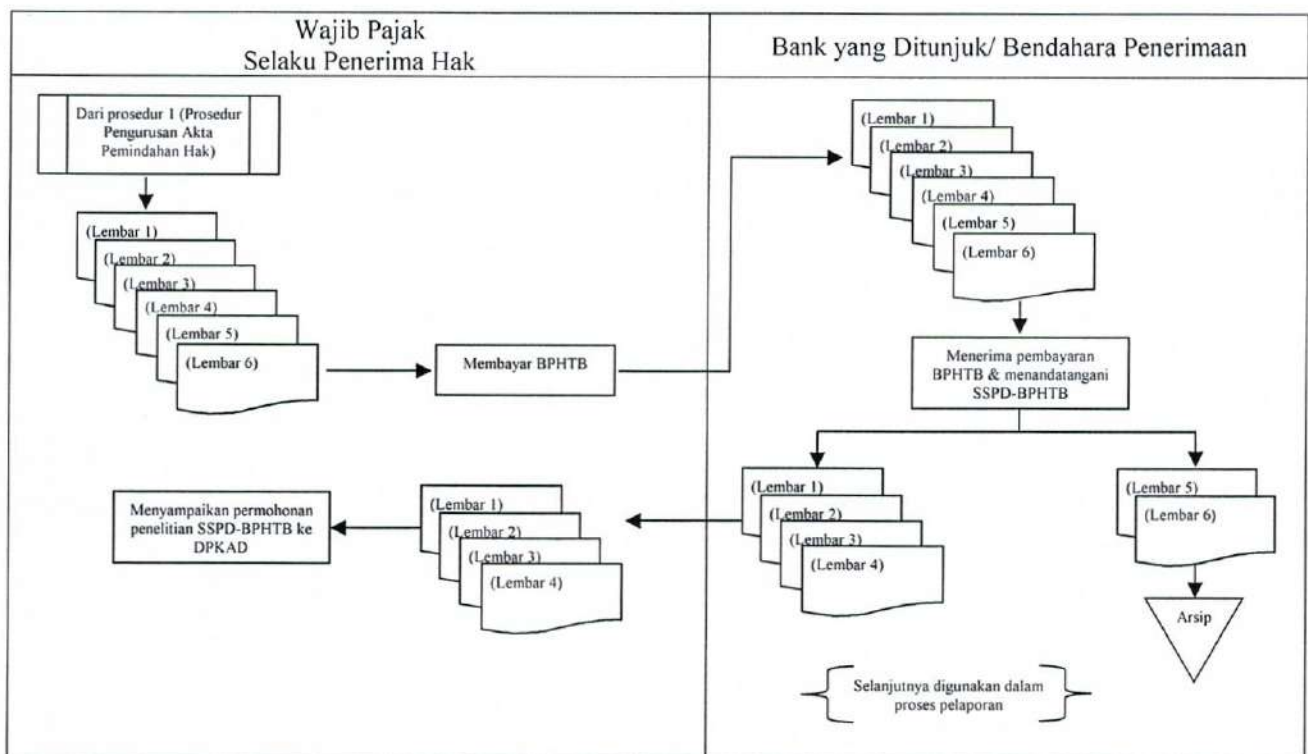 Wajib Pajak
Selaku Penerima Hak
Bank yang Ditunjuk/ Bendahara Penerimaan
Dari prosedur 1 (Prosedur
Pengurusan Akta
Pemindahan Hak)
(Lembar 1)
(Lembar 2)
(Lembar 3)
(Lembar 4)
(Lembar 5)
(Lembar 6)
Membayar BPHTB
(Lembar 1)
(Lembar 2)
(Lembar 3)
(Lembar 4)
(Lembar 5)
(Lembar 6)
Menerima pembayaran
BPHTB & menandatangani
SSPD-BPHTB
(Lembar 1)
(Lembar 2)
(Lembar 3)
(Lembar 4)
(Lembar 5)
(Lembar 6)
Arsip
(Lembar 1)
(Lembar 2)
(Lembar 3)
(Lembar 4)
Menyampaikan permohonan
penelitian SSPD-BPHTB ke
DPKAD
Selanjutnya digunakan dalam
proses pelaporan